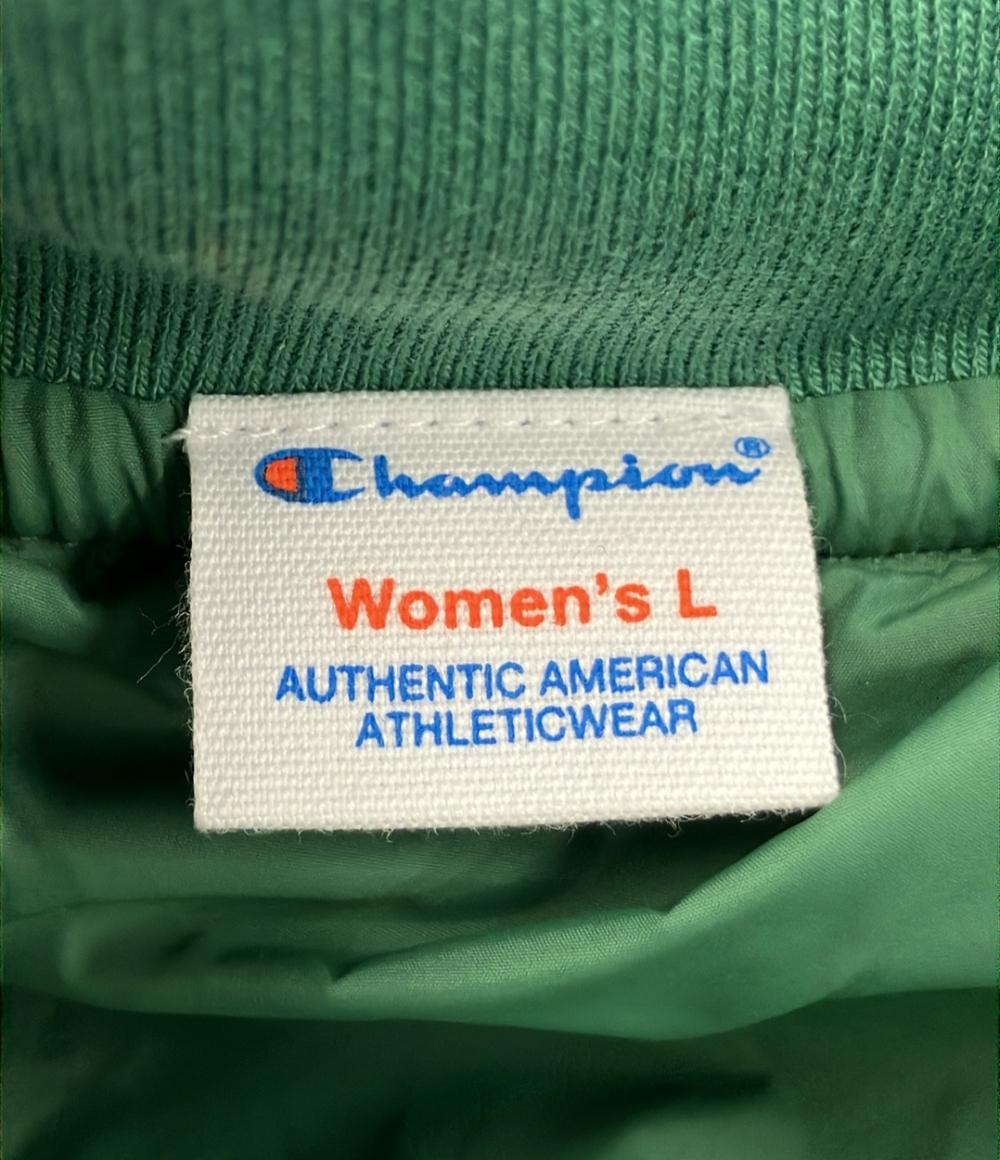 Champion®
Women's L
AUTHENTIC AMERICAN
ATHLETICWEAR